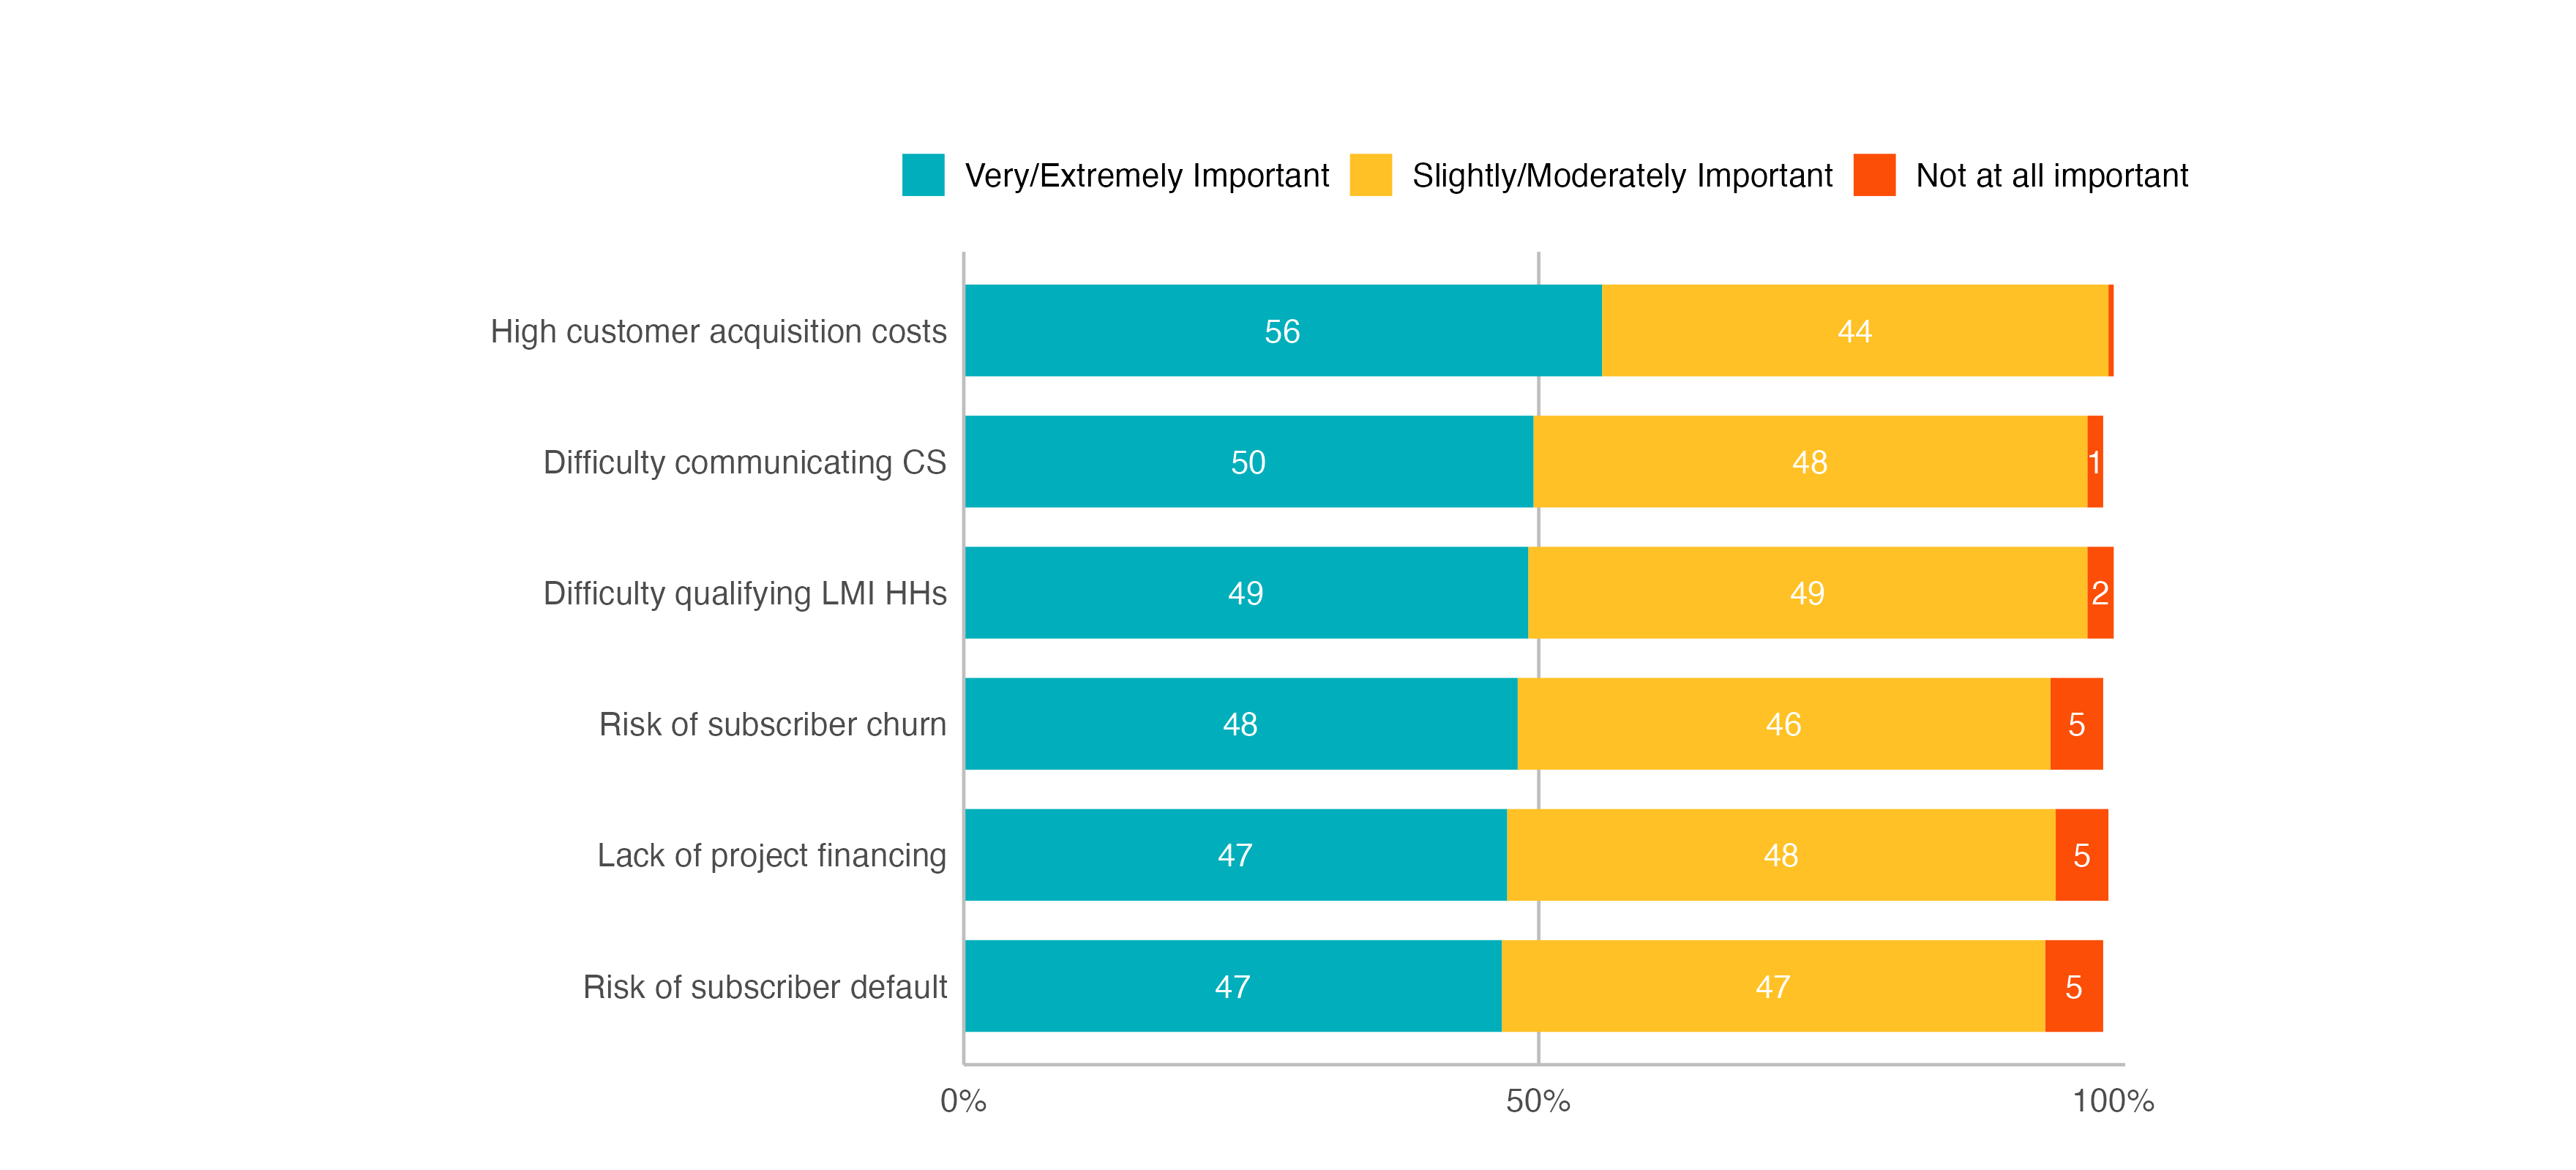 Very/Extremely Important Slightly/Moderately Important Not at all important
High customer acquisition costs 56 44
Difficulty communicating CS 50 48 1
Difficulty qualifying LMI HHs 49 49 2
Risk of subscriber churn 48 46 5
Lack of project financing 47 48 5
Risk of subscriber default 47 47 5
0% 50% 100%